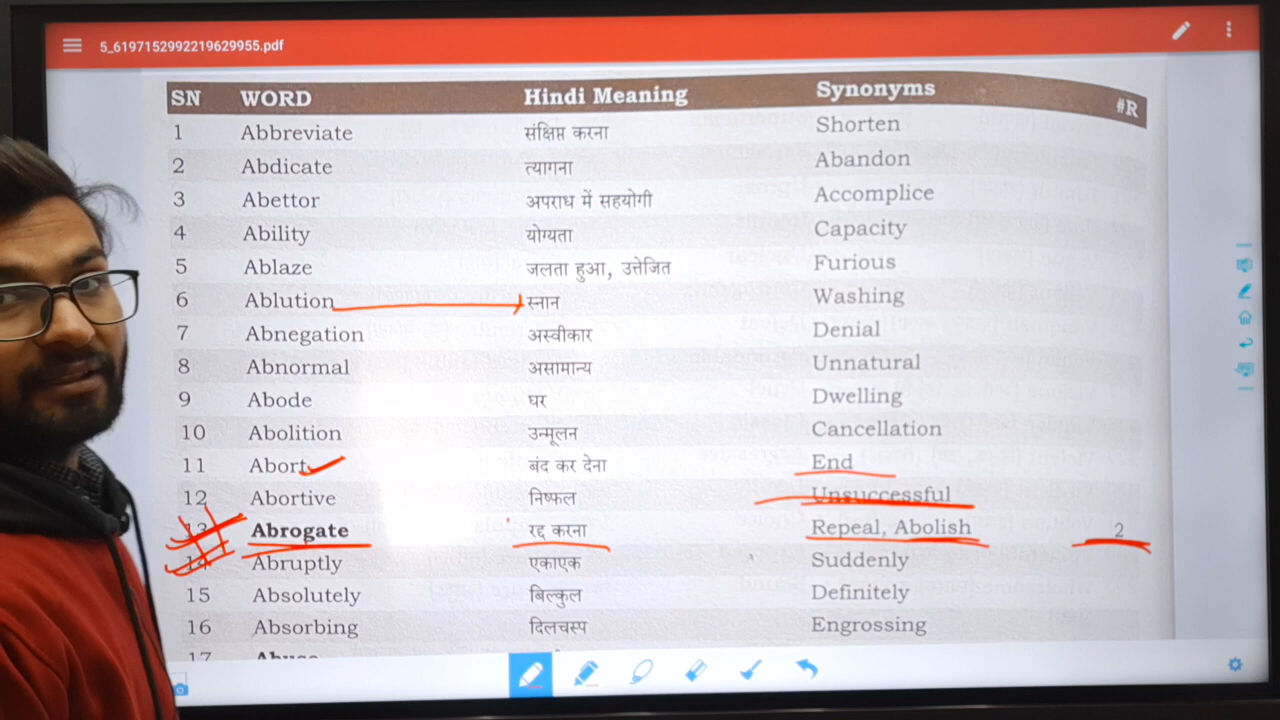 5_6197152992219629955.pdf
SN WORD Hindi Meaning Synonyms #R
1 Abbreviate संक्षिप्त करना Shorten
2 Abdicate त्यागना Abandon
3 Abettor अपराध में सहयोगी Accomplice
4 Ability योग्यता Capacity
5 Ablaze जलता हुआ, उत्तेजित Furious
6 Ablution स्नान Washing
7 Abnegation अस्वीकार Denial
8 Abnormal असामान्य Unnatural
9 Abode घर Dwelling
10 Abolition उन्मूलन Cancellation
11 Abort बंद कर देना End
12 Abortive निष्फल Unsuccessful
13 Abrogate रद्द करना Repeal, Abolish 2
14 Abruptly एकाएक Suddenly
15 Absolutely बिल्कुल Definitely
16 Absorbing दिलचस्प Engrossing
17 Abuse